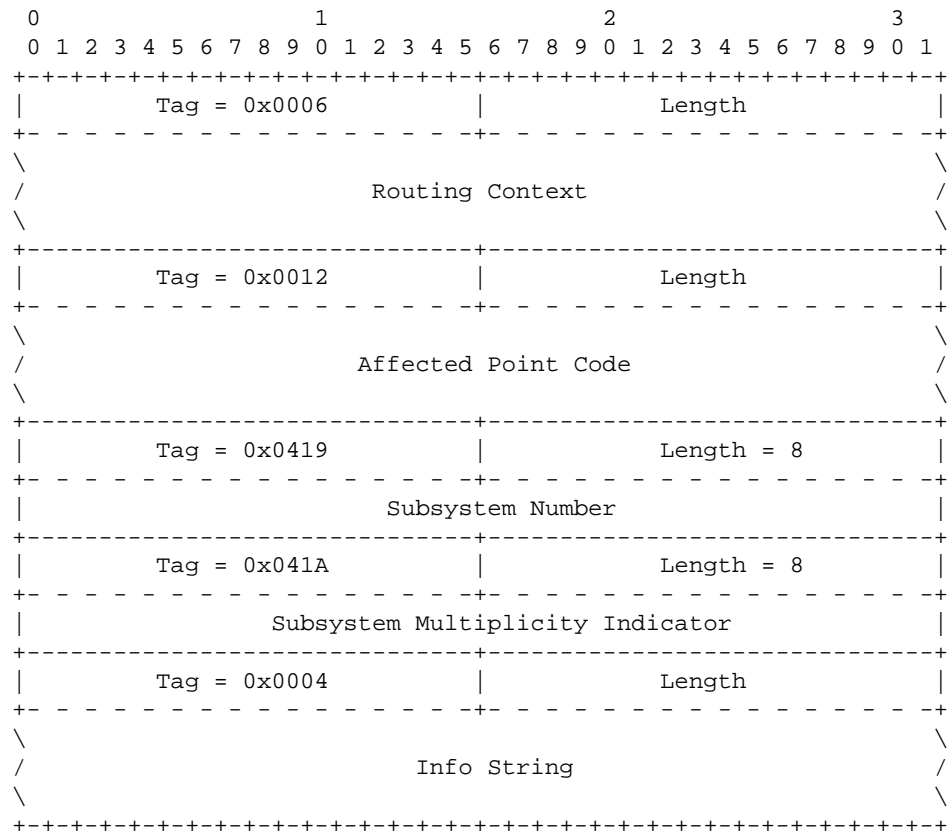 0                   1                   2                   3
 0 1 2 3 4 5 6 7 8 9 0 1 2 3 4 5 6 7 8 9 0 1 2 3 4 5 6 7 8 9 0 1
+-+-+-+-+-+-+-+-+-+-+-+-+-+-+-+-+-+-+-+-+-+-+-+-+-+-+-+-+-+-+-+-+
|         Tag = 0x0006          |            Length             |
+- - - - - - - - - - - - - - - -+- - - - - - - - - - - - - - - -+
\                                                               \
/                        Routing Context                        /
\                                                               \
+-------------------------------+-------------------------------+
|         Tag = 0x0012          |            Length             |
+- - - - - - - - - - - - - - - -+- - - - - - - - - - - - - - - -+
\                                                               \
/                       Affected Point Code                     /
\                                                               \
+-------------------------------+-------------------------------+
|         Tag = 0x0419          |            Length = 8         |
+- - - - - - - - - - - - - - - -+- - - - - - - - - - - - - - - -+
|                         Subsystem Number                      |
+-------------------------------+-------------------------------+
|         Tag = 0x041A          |            Length = 8         |
+- - - - - - - - - - - - - - - -+- - - - - - - - - - - - - - - -+
|                 Subsystem Multiplicity Indicator              |
+-------------------------------+-------------------------------+
|         Tag = 0x0004          |            Length             |
+- - - - - - - - - - - - - - - -+- - - - - - - - - - - - - - - -+
\                                                               \
/                           Info String                         /
\                                                               \
+-+-+-+-+-+-+-+-+-+-+-+-+-+-+-+-+-+-+-+-+-+-+-+-+-+-+-+-+-+-+-+-+